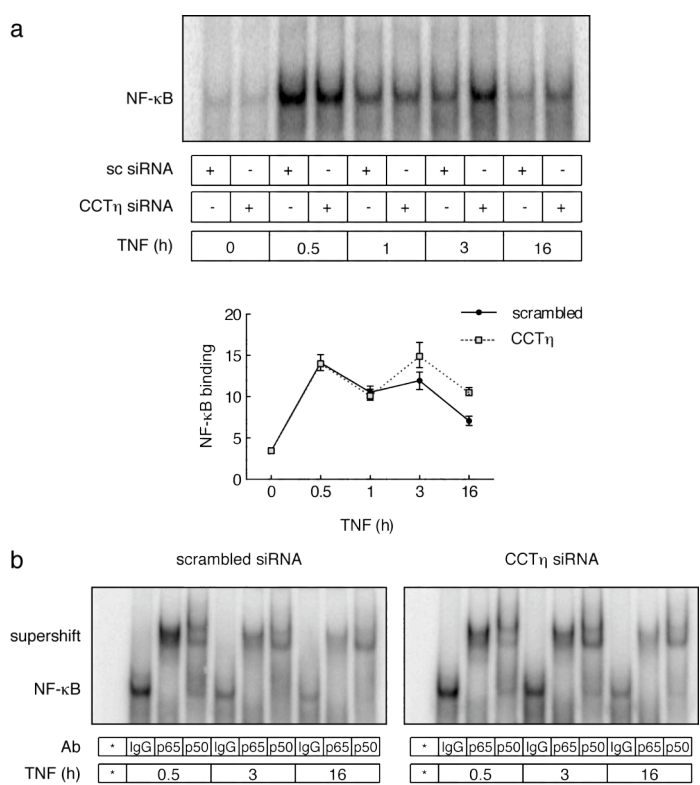 a
NF-κB
sc siRNA + - + - + - + - + -
CCTη siRNA - + - + - + - + - +
TNF (h) 0 0.5 1 3 16
scrambled
CCTη
NF-κB binding
20
15
10
5
0
0 0.5 1 3 16
TNF (h)
b
scrambled siRNA CCTη siRNA
supershift
NF-κB
Ab * IgG p65 p50 IgG p65 p50 IgG p65 p50 * IgG p65 p50 IgG p65 p50 IgG p65 p50
TNF (h) * 0.5 3 16 * 0.5 3 16